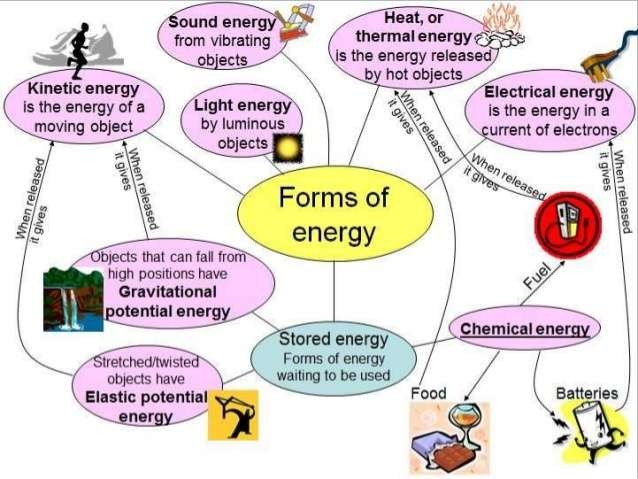 Sound energy
from vibrating
objects
Heat, or
thermal energy
is the energy released
by hot objects
Kinetic energy
is the energy of a
moving object
Light energy
by luminous
objects
Electrical energy
is the energy in a
current of electrons
Forms of
energy
When released
it gives
When released
it gives
When released
it gives
When released
it gives
When released
it gives
Objects that can fall from
high positions have
Gravitational
potential energy
Fuel
Stored energy
Forms of energy
waiting to be used
Chemical energy
Stretched/twisted
objects have
Elastic potential
energy
Food
Batteries